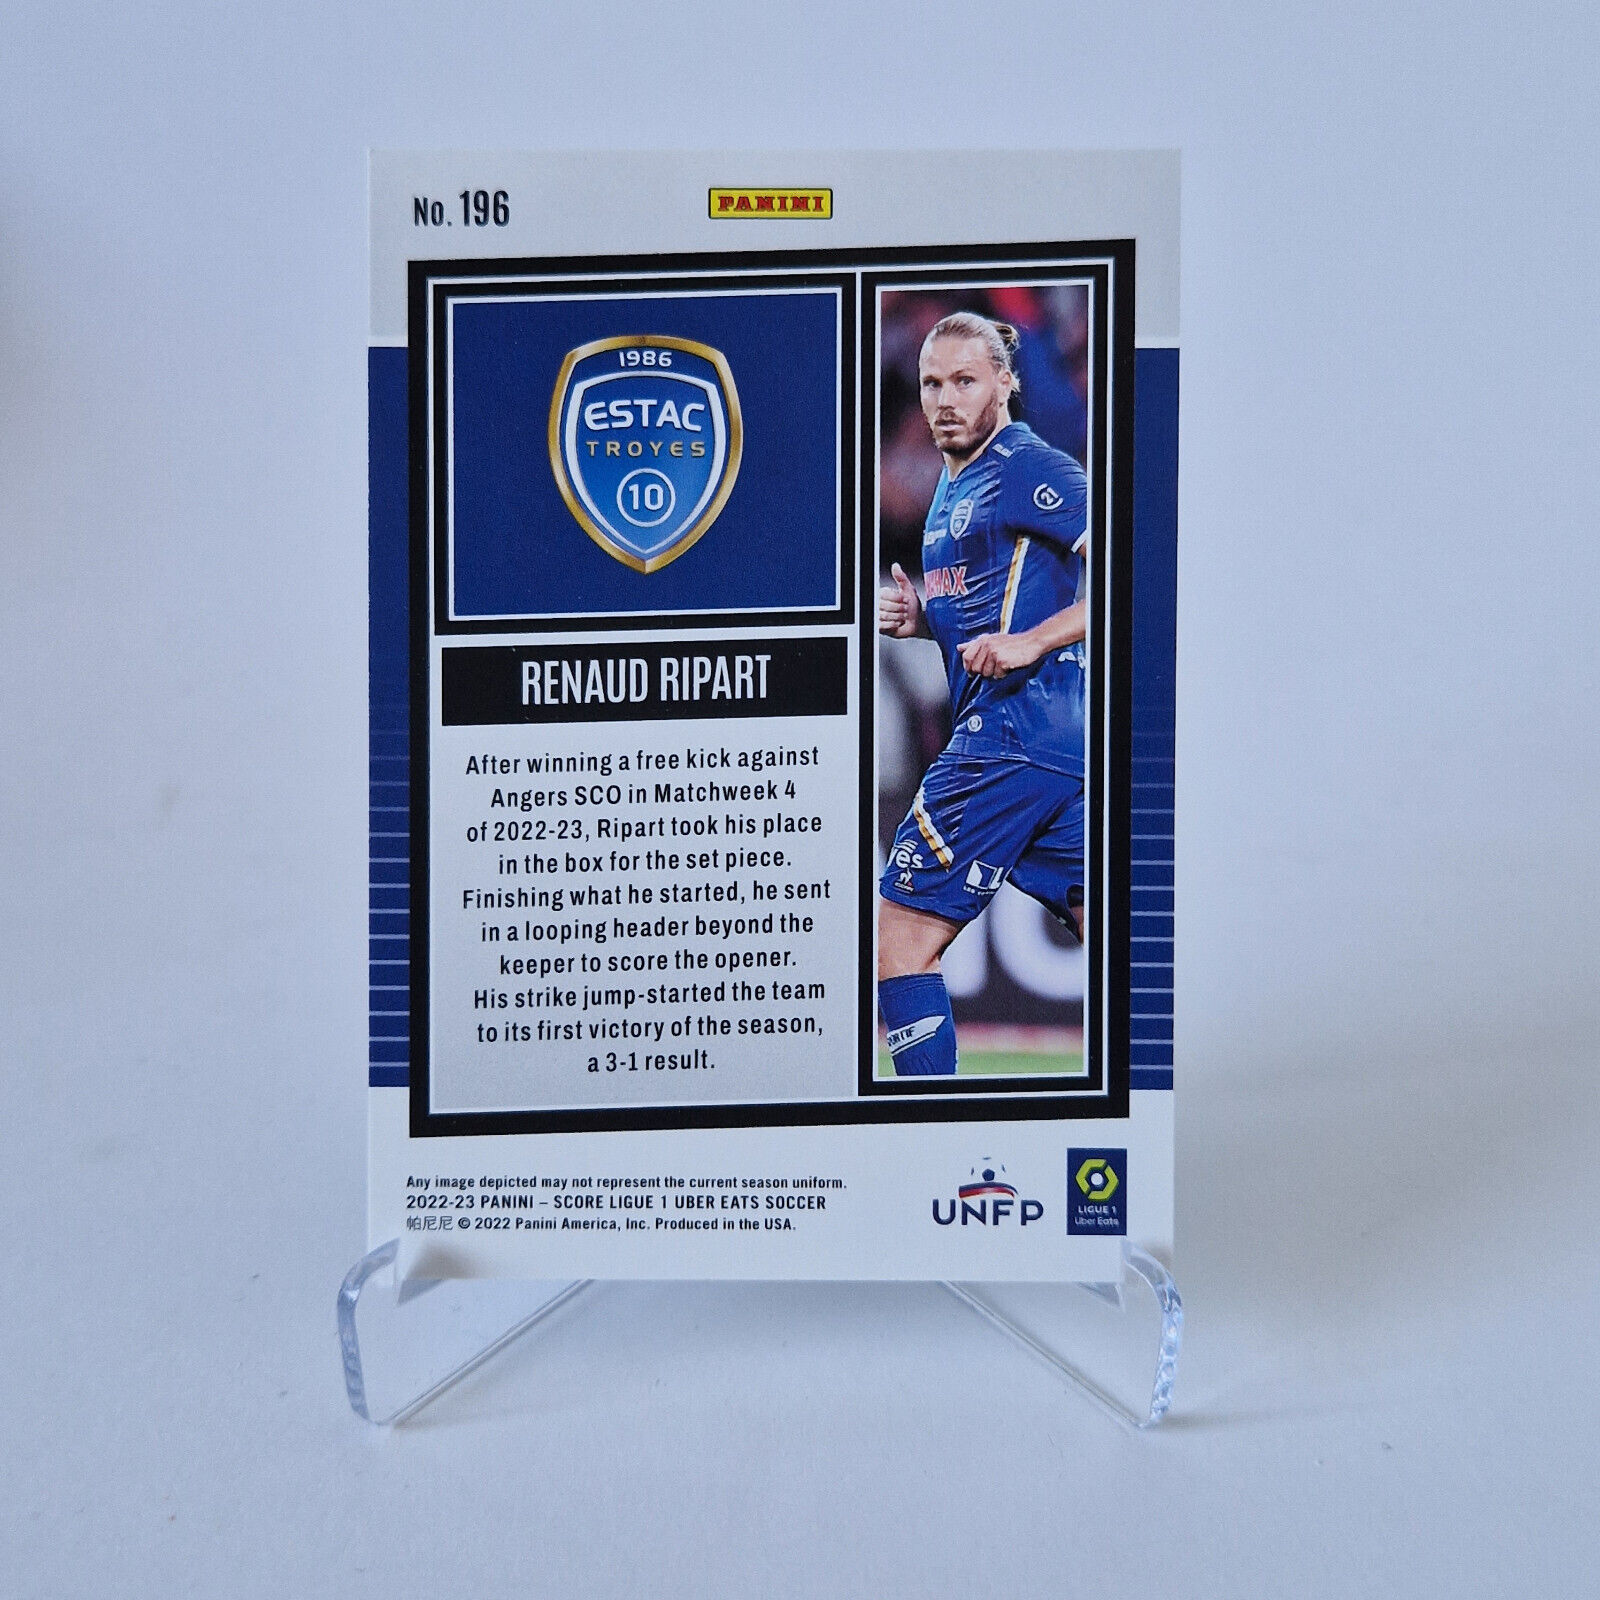 No. 196
PANINI
1986
ESTAC
TROYES
10
RENAUD RIPART
After winning a free kick against
Angers SCO in Matchweek 4
of 2022-23, Ripart took his place
in the box for the set piece.
Finishing what he started, he sent
in a looping header beyond the
keeper to score the opener.
His strike jump-started the team
to its first victory of the season,
a 3-1 result.
21
Any image depicted may not represent the current season uniform.
2022-23 PANINI – SCORE LIGUE 1 UBER EATS SOCCER
帕尼尼 © 2022 Panini America, Inc. Produced in the USA.
UNFP
LIGUE 1
Uber Eats